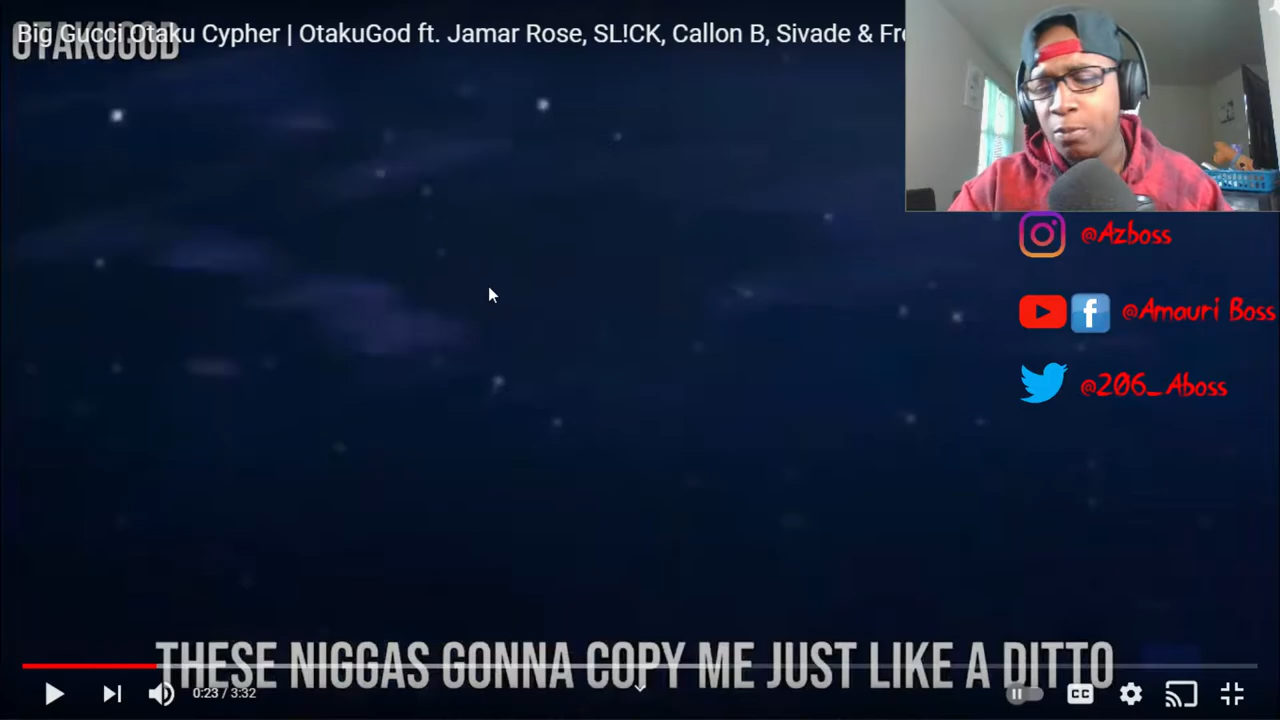 Big Gucci Otaku Cypher | OtakuGod ft. Jamar Rose, SL!CK, Callon B, Sivade &
OTAKUGOD
@Azboss
@Amauri Boss
@206_Aboss
THESE NIGGAS GONNA COPY ME JUST LIKE A DITTO
0:23 / 3:32
CC